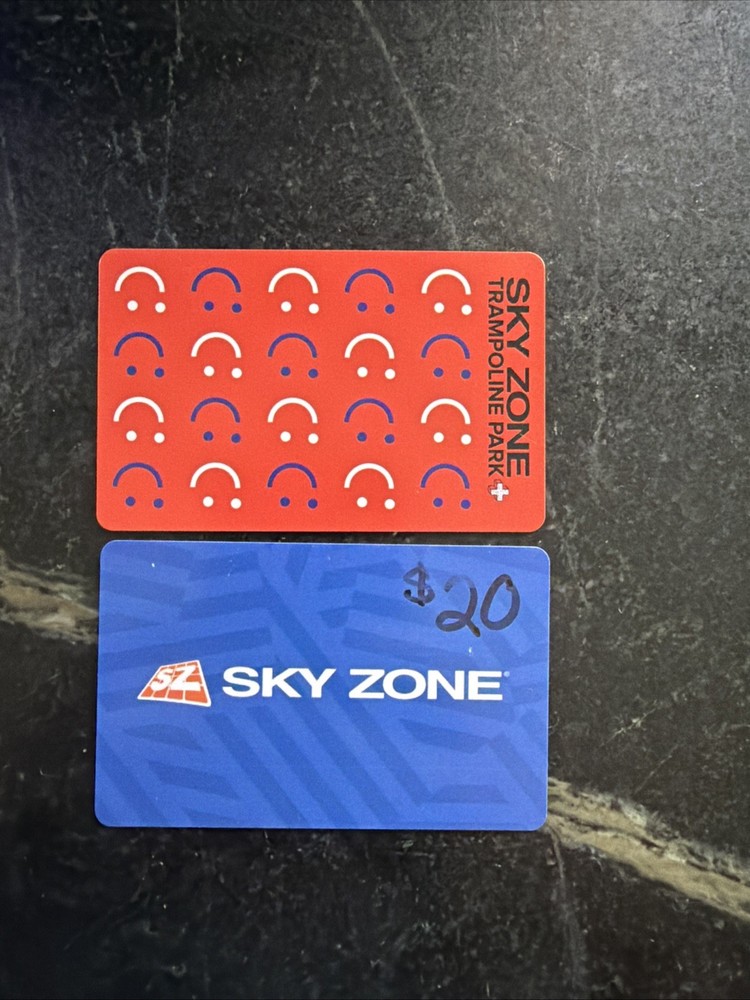 SKY ZONE
TRAMPOLINE PARK
$20
SZ
SKY ZONE